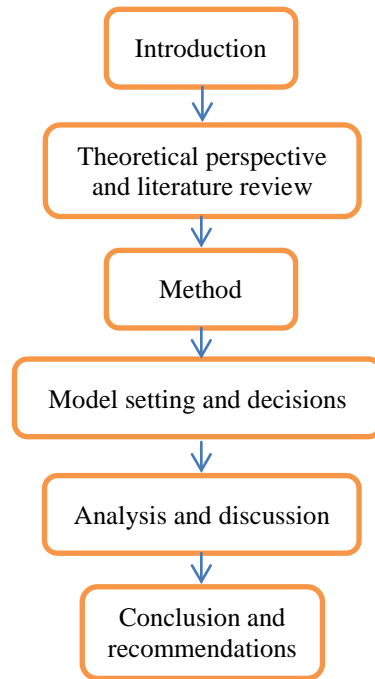 Introduction
Theoretical perspective
and literature review
Method
Model setting and decisions
Analysis and discussion
Conclusion and
recommendations